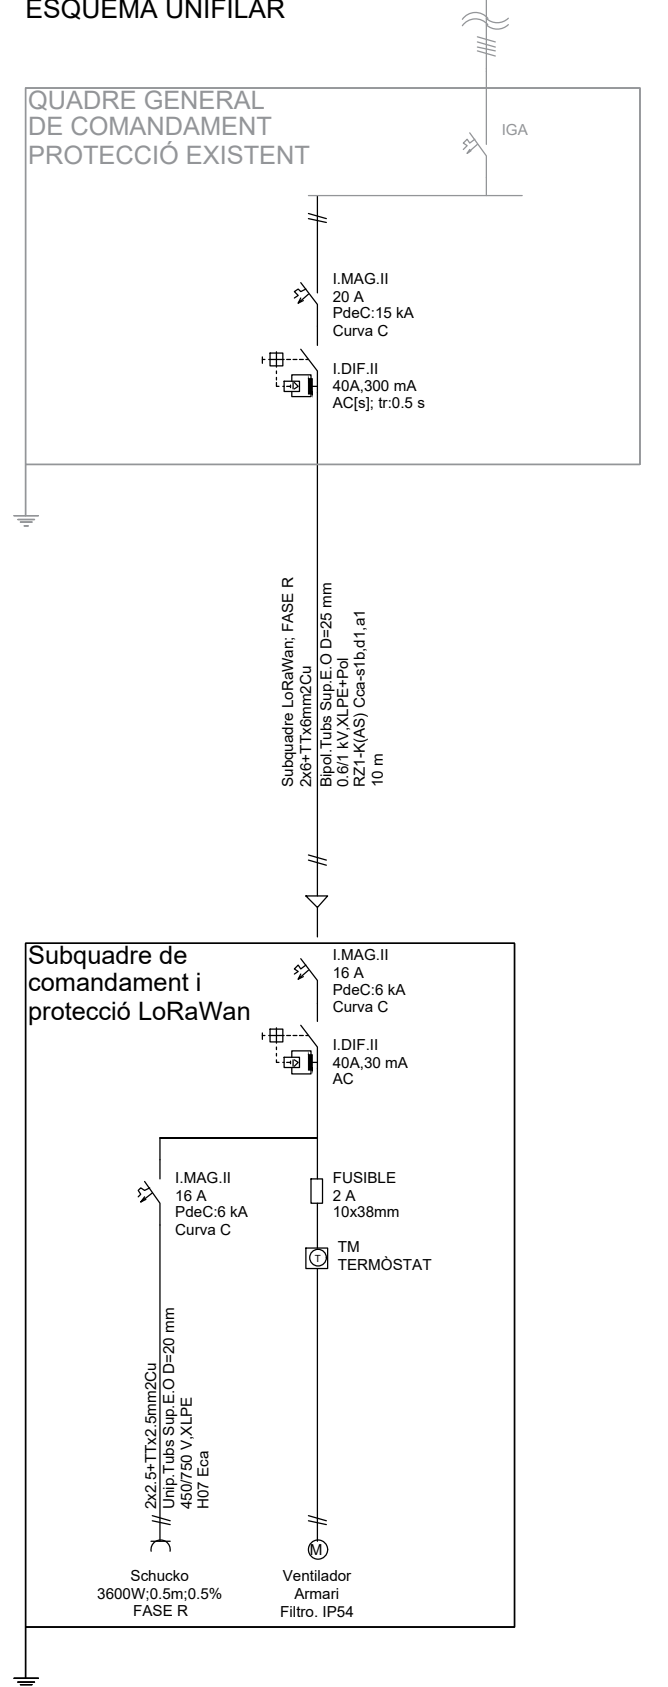 ESQUEMA UNIFILAR
QUADRE GENERAL
DE COMANDAMENT
PROTECCIÓ EXISTENT
IGA
I.MAG.II
20 A
PdeC:15 kA
Curva C
I.DIF.II
40A,300 mA
AC[s]; tr:0.5 s
Subquadre LoRaWan; FASE R
2x6+TTx6mm2Cu
Bipol.Tubs Sup.E.O D=25 mm
0.6/1 kV,XLPE+Pol
RZ1-K(AS) Cca-s1b,d1,a1
10 m
Subquadre de
comandament i
protecció LoRaWan
I.MAG.II
16 A
PdeC:6 kA
Curva C
I.DIF.II
40A,30 mA
AC
I.MAG.II
16 A
PdeC:6 kA
Curva C
FUSIBLE
2 A
10x38mm
T
TM
TERMÒSTAT
2x2.5+TTx2.5mm2Cu
Unip.Tubs Sup.E.O D=20 mm
450/750 V,XLPE
H07 Eca
M
Schucko
3600W;0.5m;0.5%
FASE R
Ventilador
Armari
Filtro. IP54